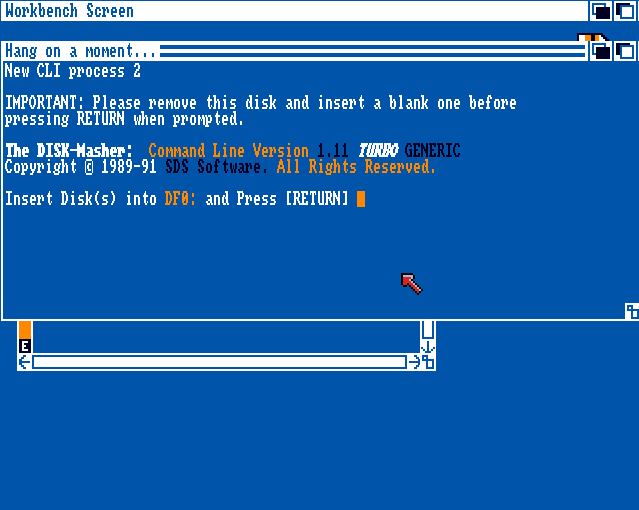 Workbench Screen
Hang on a moment...
New CLI process 2
IMPORTANT: Please remove this disk and insert a blank one before
pressing RETURN when prompted.
The DISK-Masher:  Command Line Version 1.11 TURBO GENERIC
Copyright © 1989-91 SDS Software. All Rights Reserved.
Insert Disk(s) into DF0: and Press [RETURN]
E